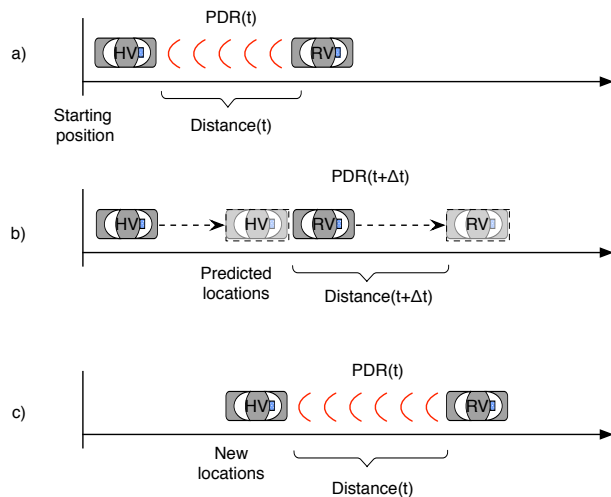 PDR(t)
a)
HV
RV
Starting
position
Distance(t)
PDR(t+Δt)
b)
HV
HV
RV
RV
Predicted
locations
Distance(t+Δt)
PDR(t)
c)
HV
RV
New
locations
Distance(t)